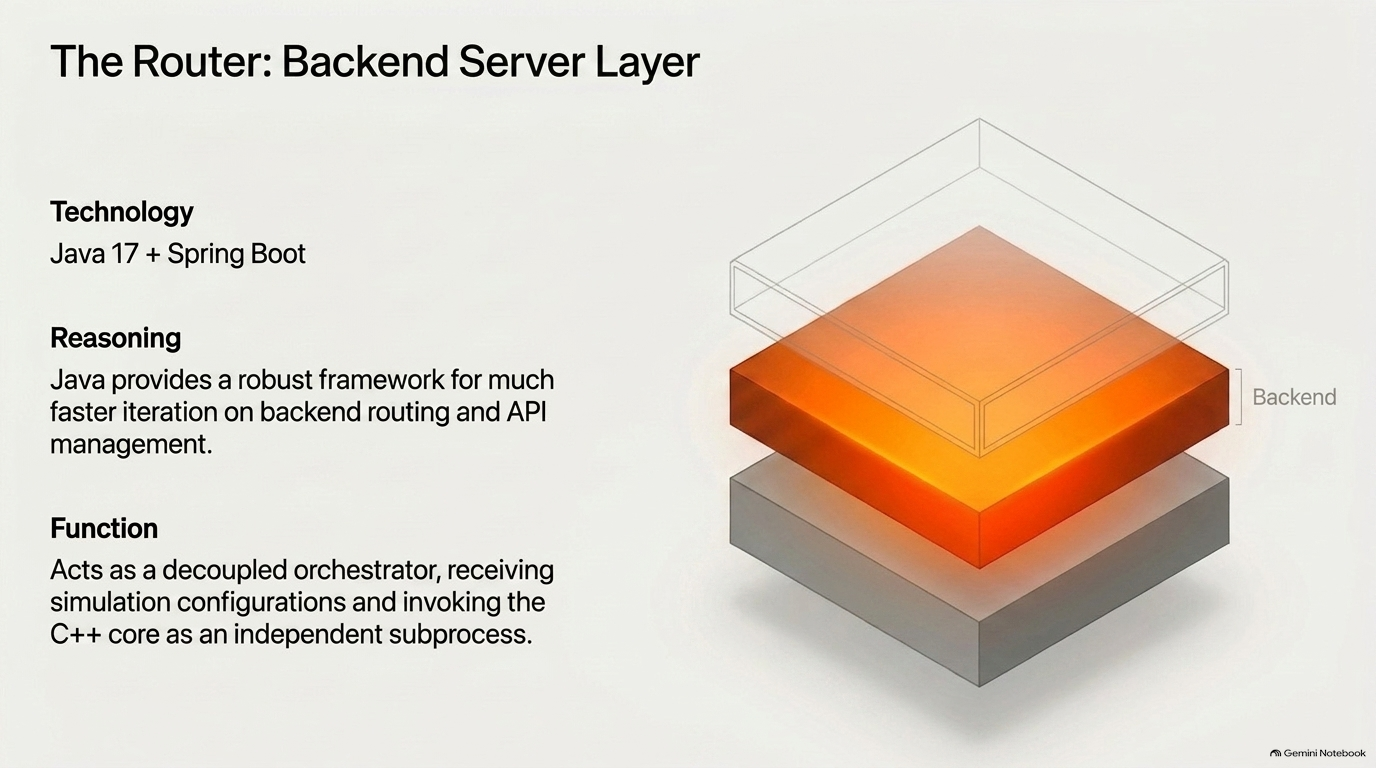 The Router: Backend Server Layer
Technology
Java 17 + Spring Boot
Reasoning
Java provides a robust framework for much
faster iteration on backend routing and API
management.
Function
Acts as a decoupled orchestrator, receiving
simulation configurations and invoking the
C++ core as an independent subprocess.
Backend
Gemini Notebook